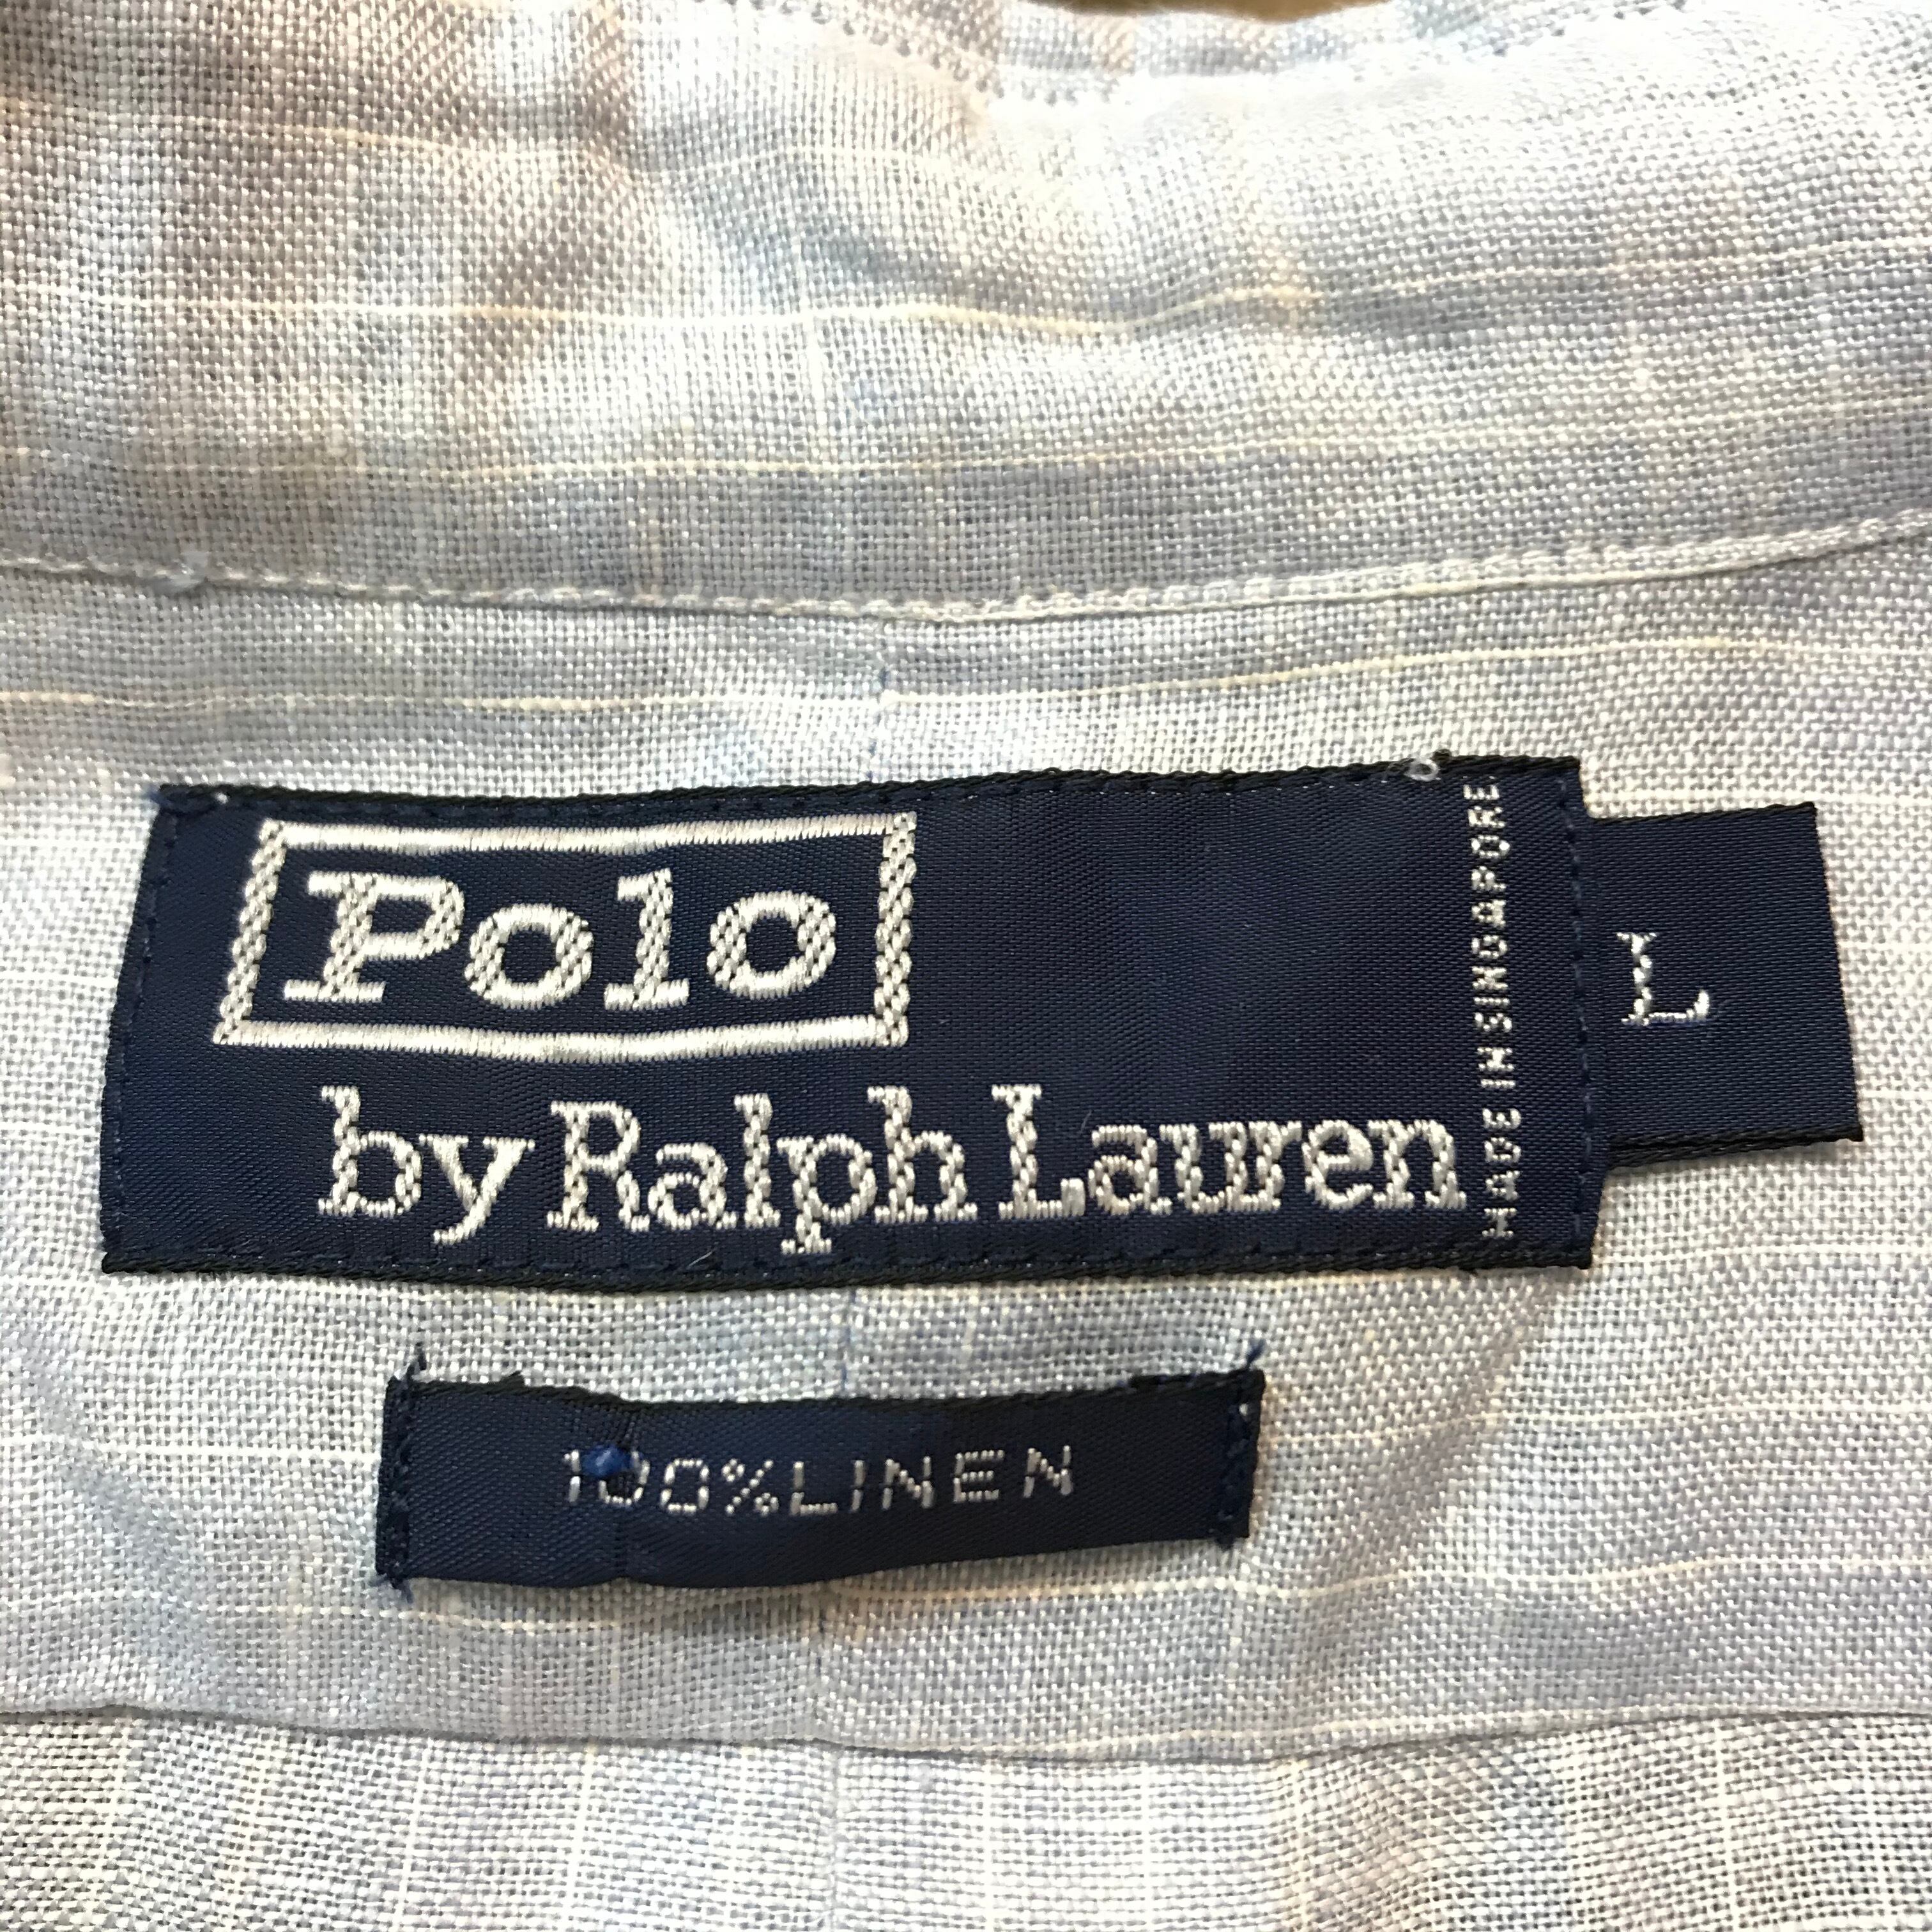 Polo
by Ralph Lauren
MADE IN SINGAPORE
L
100%LINEN